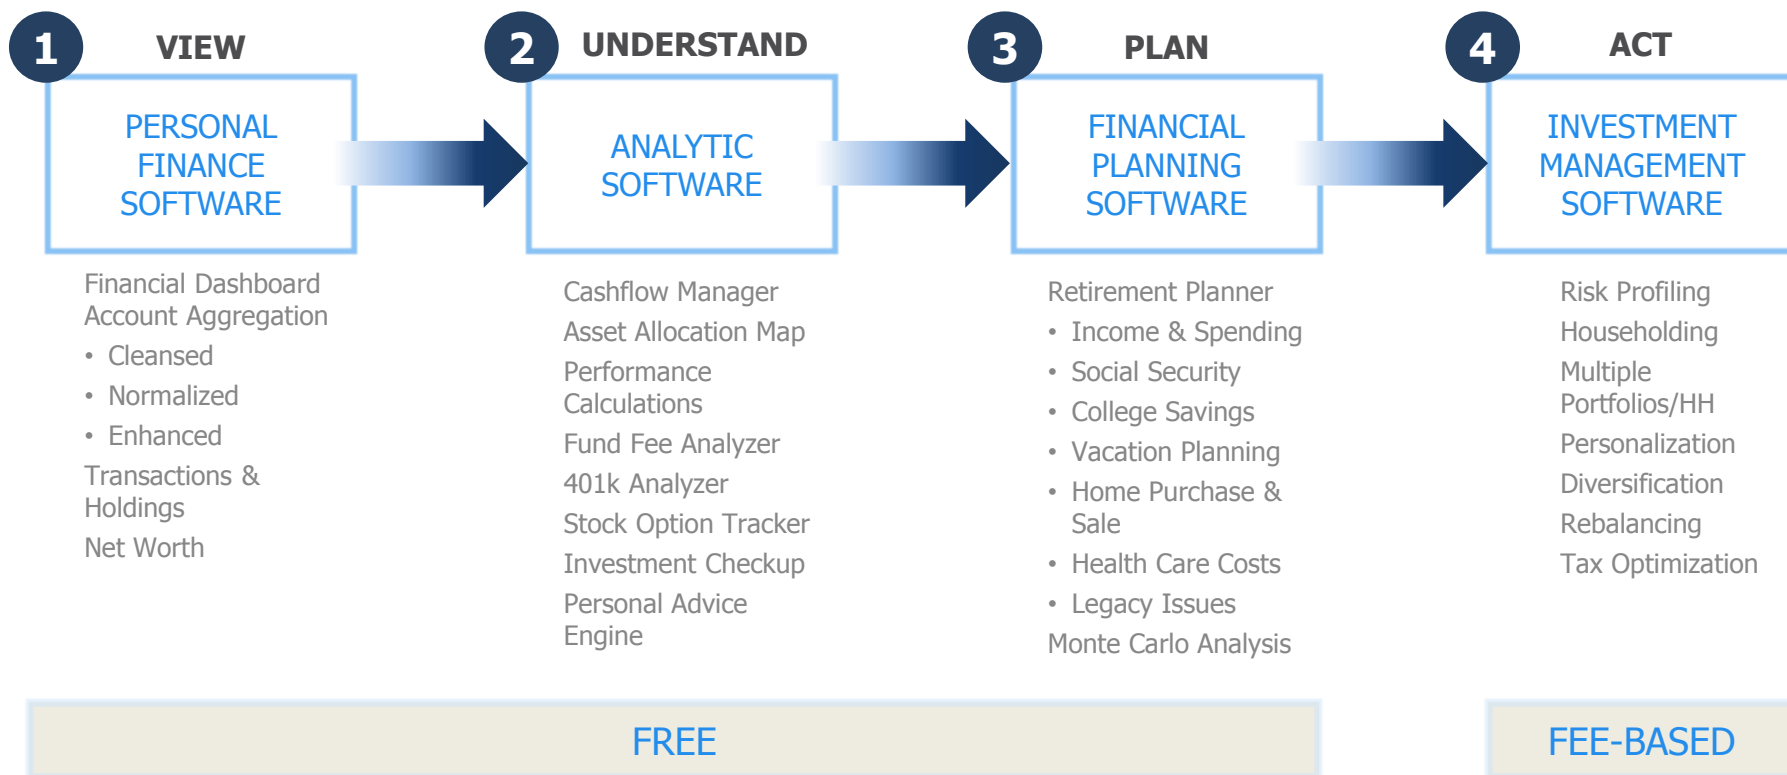 1
VIEW
PERSONAL
FINANCE
SOFTWARE
Financial Dashboard
Account Aggregation
• Cleansed
• Normalized
• Enhanced
Transactions &
Holdings
Net Worth
2
UNDERSTAND
ANALYTIC
SOFTWARE
Cashflow Manager
Asset Allocation Map
Performance
Calculations
Fund Fee Analyzer
401k Analyzer
Stock Option Tracker
Investment Checkup
Personal Advice
Engine
3
PLAN
FINANCIAL
PLANNING
SOFTWARE
Retirement Planner
• Income & Spending
• Social Security
• College Savings
• Vacation Planning
• Home Purchase &
Sale
• Health Care Costs
• Legacy Issues
Monte Carlo Analysis
4
ACT
INVESTMENT
MANAGEMENT
SOFTWARE
Risk Profiling
Householding
Multiple
Portfolios/HH
Personalization
Diversification
Rebalancing
Tax Optimization
FREE
FEE-BASED